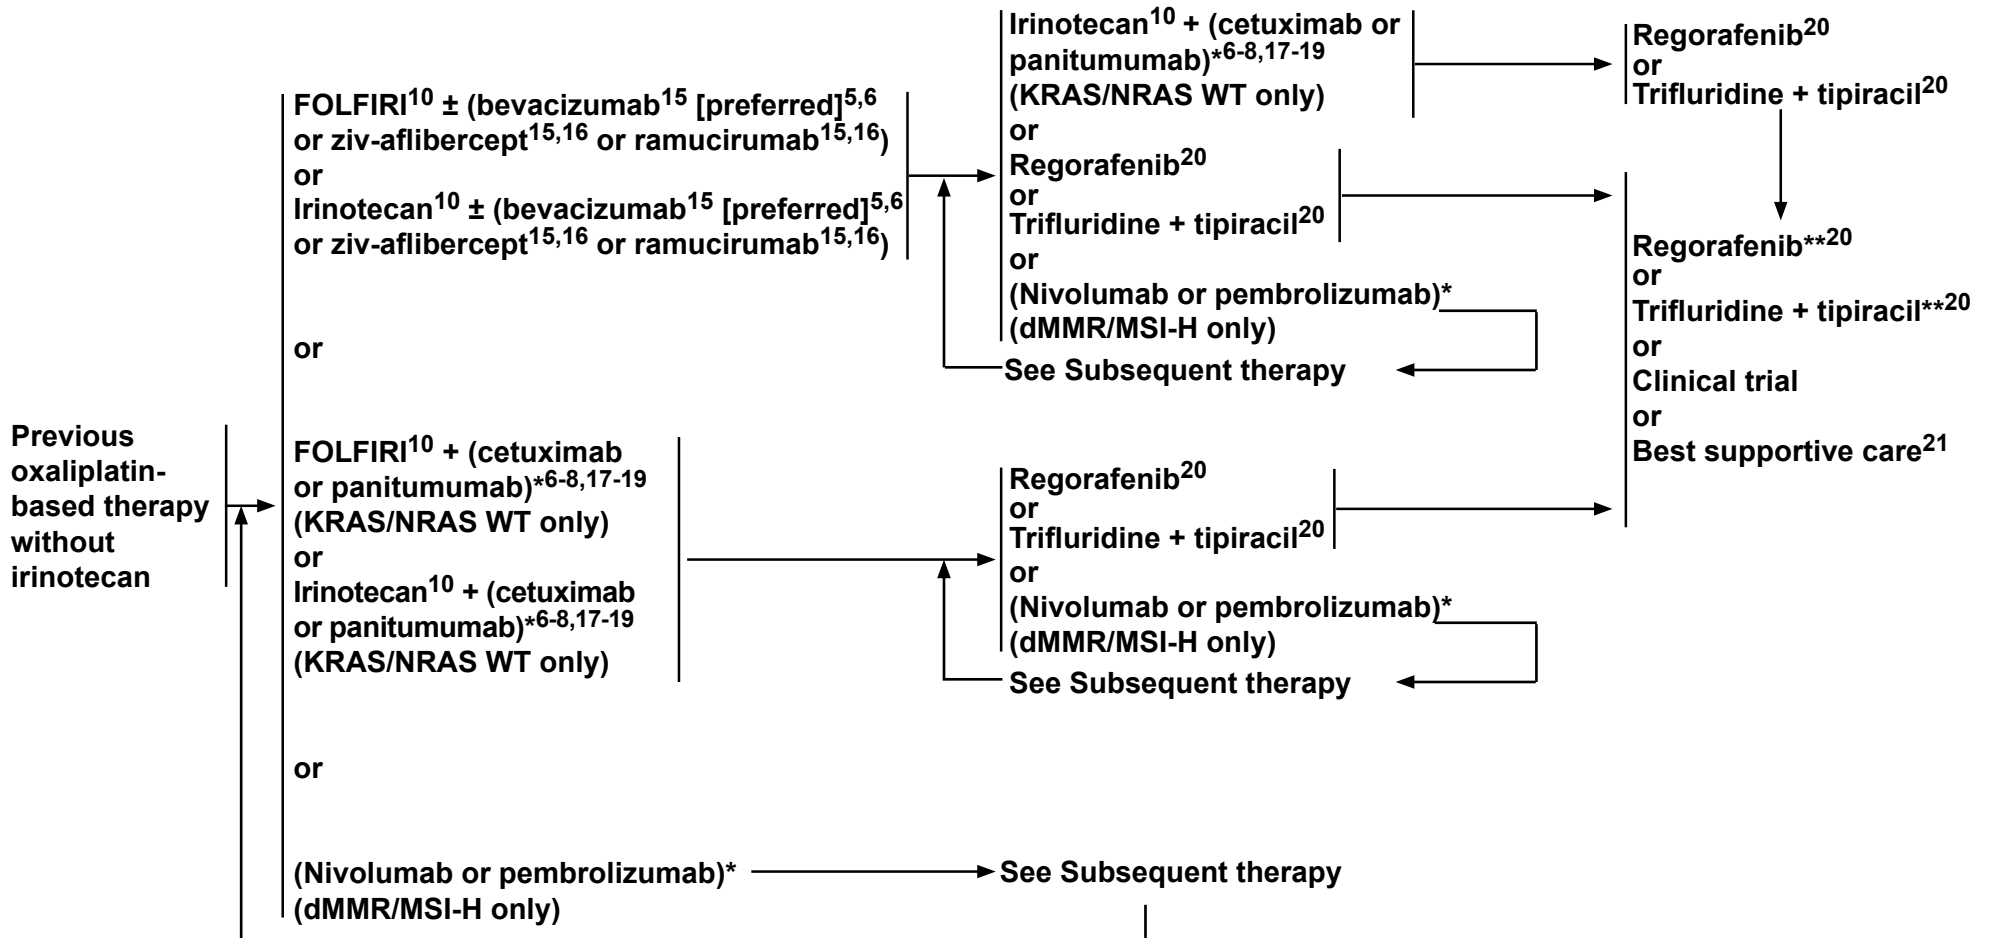 Previous
oxaliplatin-
based therapy
without
irinotecan
FOLFIRI10 ± (bevacizumab15 [preferred]5,6
or ziv-aflibercept15,16 or ramucirumab15,16)
or
Irinotecan10 ± (bevacizumab15 [preferred]5,6
or ziv-aflibercept15,16 or ramucirumab15,16)
or
FOLFIRI10 + (cetuximab
or panitumumab)*6-8,17-19
(KRAS/NRAS WT only)
or
Irinotecan10 + (cetuximab
or panitumumab)*6-8,17-19
(KRAS/NRAS WT only)
or
(Nivolumab or pembrolizumab)*
(dMMR/MSI-H only)
Irinotecan10 + (cetuximab or
panitumumab)*6-8,17-19
(KRAS/NRAS WT only)
or
Regorafenib20
or
Trifluridine + tipiracil20
or
(Nivolumab or pembrolizumab)*
(dMMR/MSI-H only)
See Subsequent therapy
Regorafenib20
or
Trifluridine + tipiracil20
or
(Nivolumab or pembrolizumab)*
(dMMR/MSI-H only)
See Subsequent therapy
See Subsequent therapy
Regorafenib20
or
Trifluridine + tipiracil20
Regorafenib**20
or
Trifluridine + tipiracil**20
or
Clinical trial
or
Best supportive care21